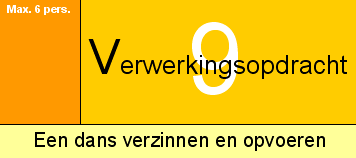 Max. 6 pers.
9
Verwerkingsopdracht
Een dans verzinnen en opvoeren